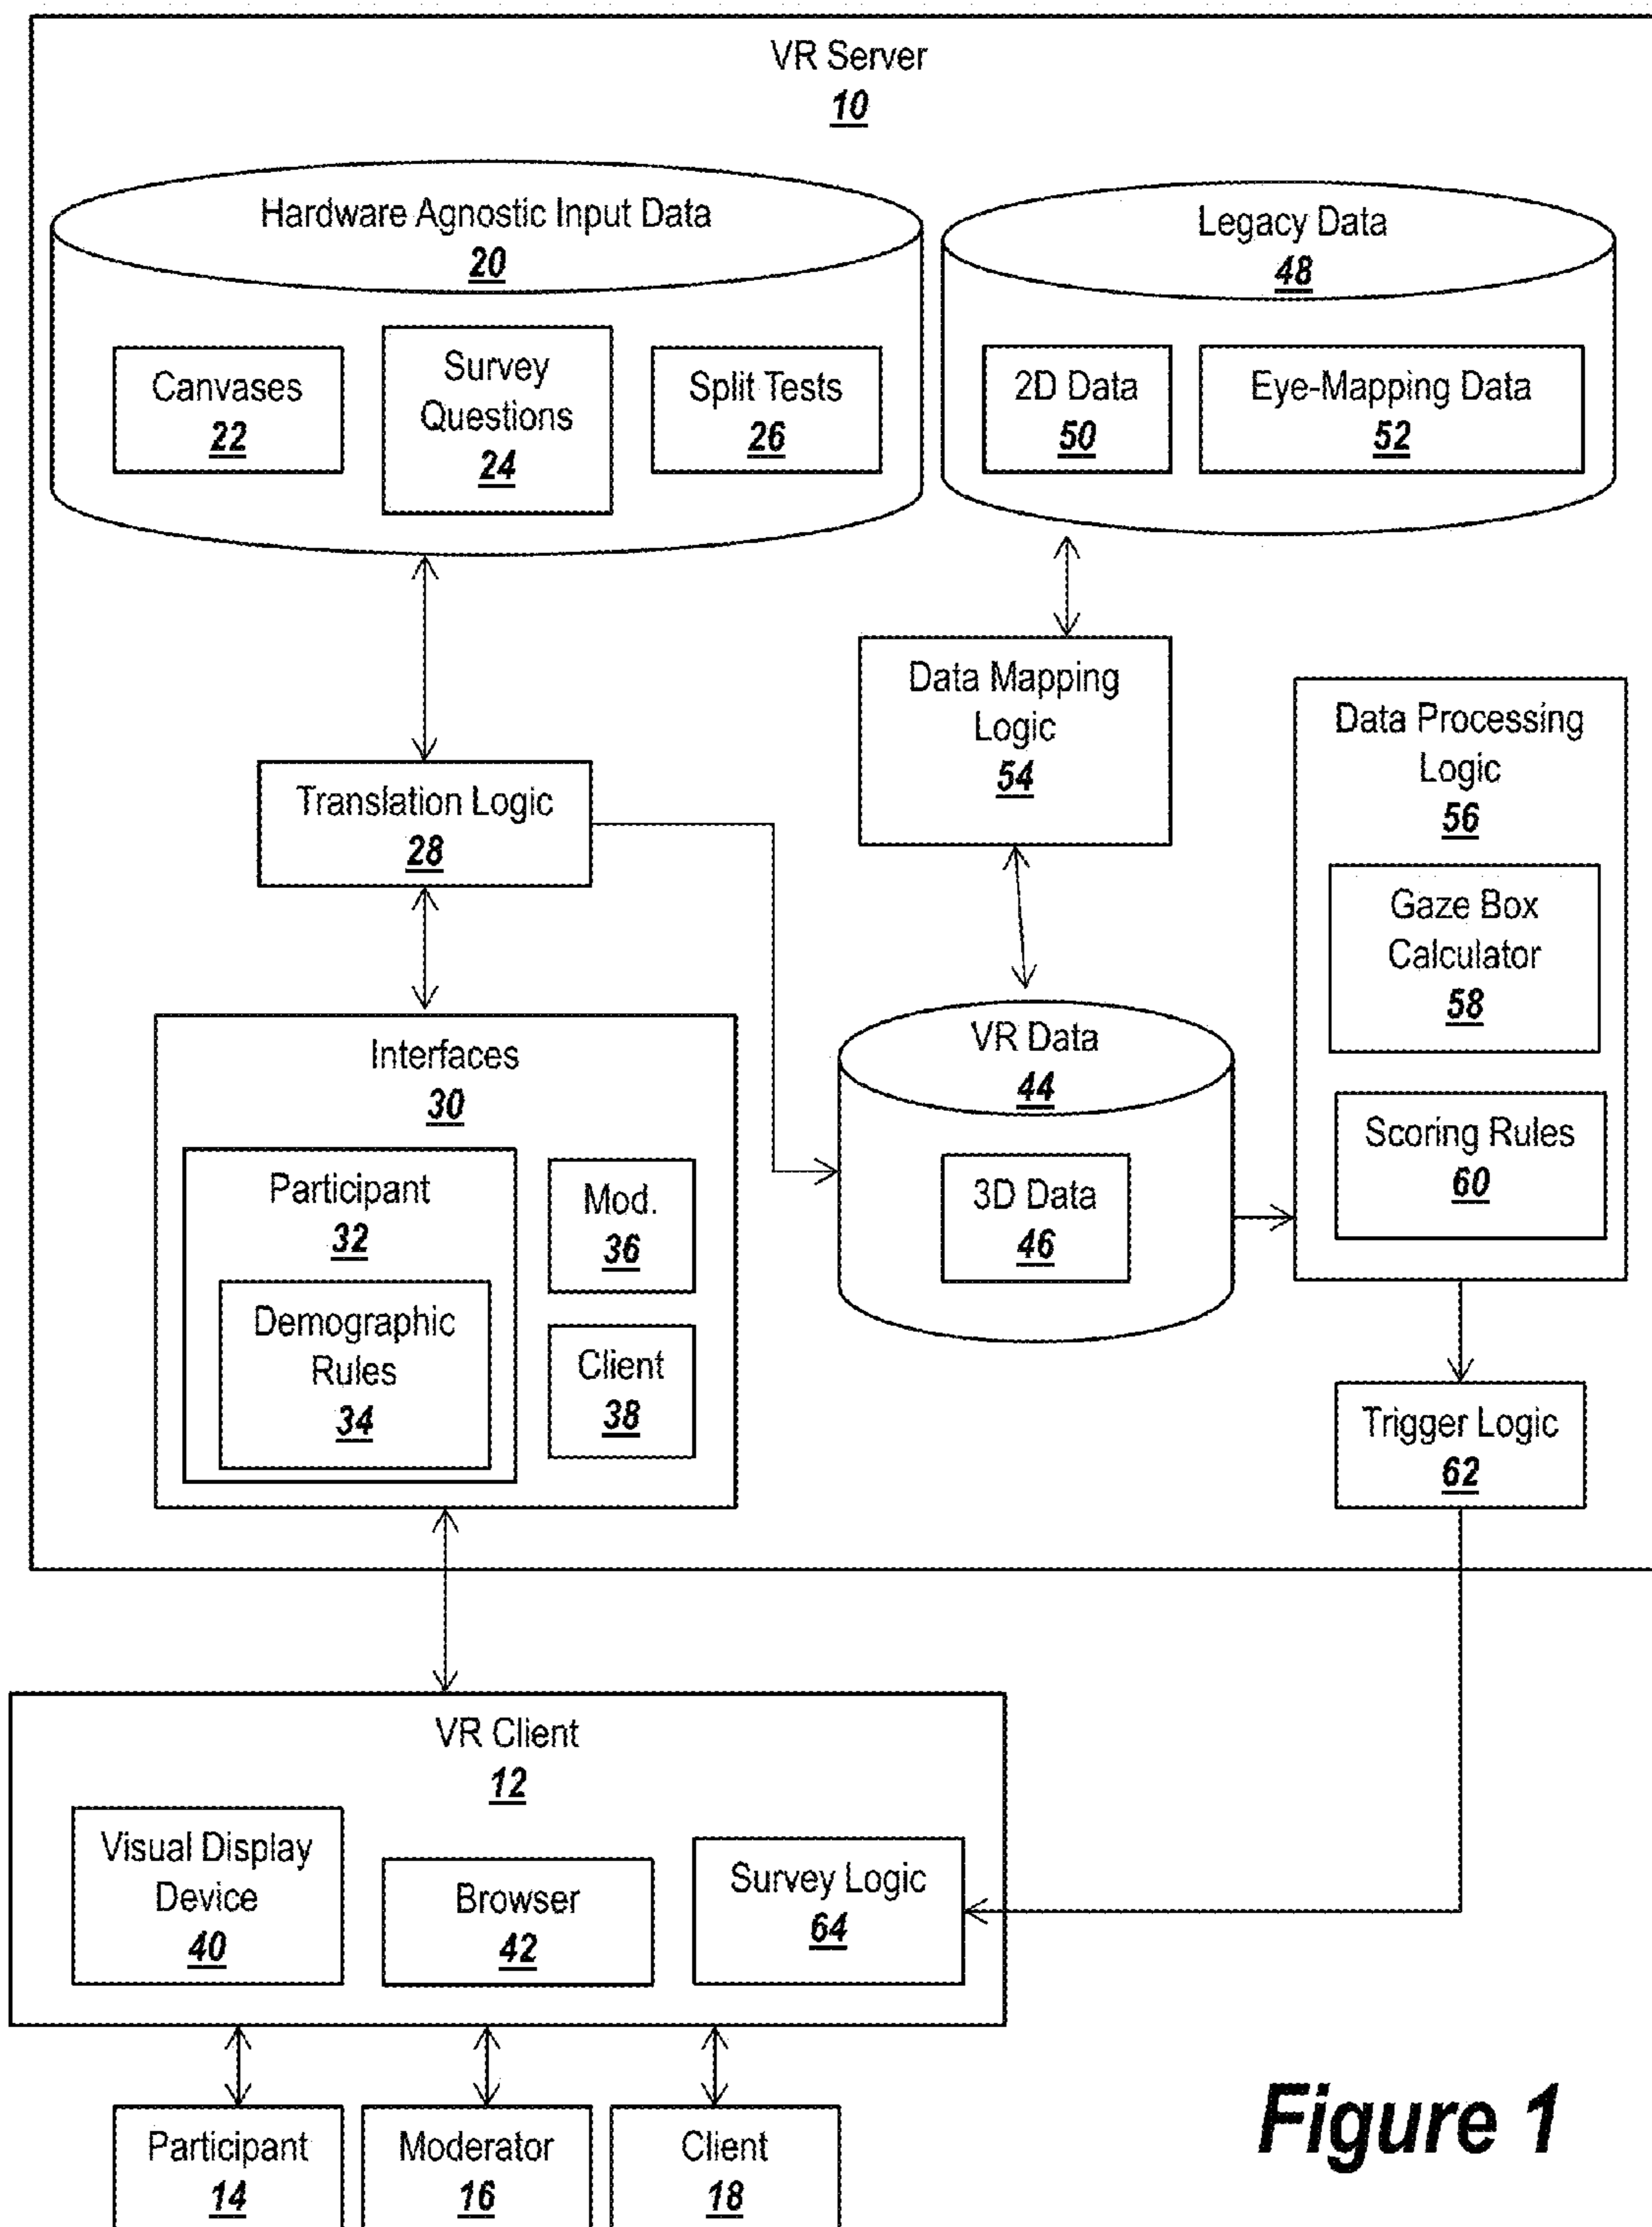 VR Server
10
Hardware Agnostic Input Data
20
Canvases
22
Survey
Questions
24
Split Tests
26
Legacy Data
48
2D Data
50
Eye-Mapping Data
52
Data Mapping
Logic
54
Translation Logic
28
Data Processing
Logic
56
Gaze Box
Calculator
58
Scoring Rules
60
Interfaces
30
Participant
32
Demographic
Rules
34
Mod.
36
Client
38
VR Data
44
3D Data
46
Trigger Logic
62
VR Client
12
Visual Display
Device
40
Browser
42
Survey Logic
64
Participant
14
Moderator
16
Client
18
Figure 1